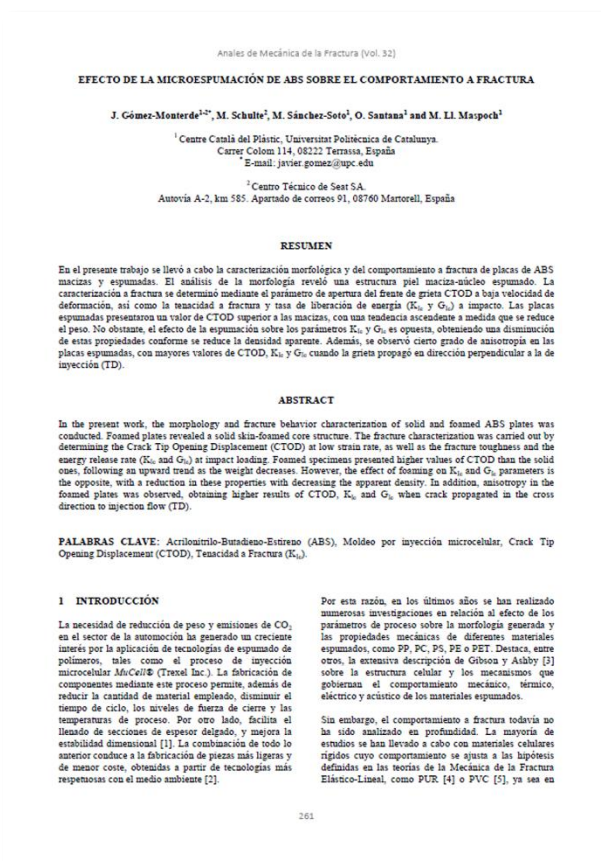 Anales de Mecánica de la Fractura (Vol. 32)
EFECTO DE LA MICROESPUMACIÓN DE ABS SOBRE EL COMPORTAMIENTO A FRACTURA
J. Gómez-Monterde1-2*, M. Schulte2, M. Sánchez-Soto1, O. Santana1 and M. Ll. Maspoch1
1 Centre Català del Plàstic, Universitat Politècnica de Catalunya.
Carrer Colom 114, 08222 Terrassa, España
* E-mail: javier.gomez@upc.edu
2 Centro Técnico de Seat SA.
Autovía A-2, km 585. Apartado de correos 91, 08760 Martorell, España
RESUMEN
En el presente trabajo se llevó a cabo la caracterización morfológica y del comportamiento a fractura de placas de ABS
macizas y espumadas. El análisis de la morfología reveló una estructura piel maciza-núcleo espumado. La
caracterización a fractura se determinó mediante el parámetro de apertura del frente de grieta CTOD a baja velocidad de
deformación, así como la tenacidad a fractura y tasa de liberación de energía (KIc y GIc) a impacto. Las placas
espumadas presentaron un valor de CTOD superior a las macizas, con una tendencia ascendente a medida que se reduce
el peso. No obstante, el efecto de la espumación sobre los parámetros KIc y GIc es opuesta, obteniendo una disminución
de estas propiedades conforme se reduce la densidad aparente. Además, se observó cierto grado de anisotropía en las
placas espumadas, con mayores valores de CTOD, KIc y GIc cuando la grieta propagó en dirección perpendicular a la de
inyección (TD).
ABSTRACT
In the present work, the morphology and fracture behavior characterization of solid and foamed ABS plates was
conducted. Foamed plates revealed a solid skin-foamed core structure. The fracture characterization was carried out by
determining the Crack Tip Opening Displacement (CTOD) at low strain rate, as well as the fracture toughness and the
energy release rate (KIc and GIc) at impact loading. Foamed specimens presented higher values of CTOD than the solid
ones, following an upward trend as the weight decreases. However, the effect of foaming on KIc and GIc parameters is
the opposite, with a reduction in these properties with decreasing the apparent density. In addition, anisotropy in the
foamed plates was observed, obtaining higher results of CTOD, KIc and GIc when crack propagated in the cross
direction to injection flow (TD).
PALABRAS CLAVE: Acrilonitrilo-Butadieno-Estireno (ABS), Moldeo por inyección microcelular, Crack Tip
Opening Displacement (CTOD), Tenacidad a Fractura (KIc).
1 INTRODUCCIÓN
La necesidad de reducción de peso y emisiones de CO2
en el sector de la automoción ha generado un creciente
interés por la aplicación de tecnologías de espumado de
polímeros, tales como el proceso de inyección
microcelular MuCell® (Trexel Inc.). La fabricación de
componentes mediante este proceso permite, además de
reducir la cantidad de material empleado, disminuir el
tiempo de ciclo, los niveles de fuerza de cierre y las
temperaturas de proceso. Por otro lado, facilita el
llenado de secciones de espesor delgado, y mejora la
estabilidad dimensional [1]. La combinación de todo lo
anterior conduce a la fabricación de piezas más ligeras y
de menor coste, obtenidas a partir de tecnologías más
respetuosas con el medio ambiente [2].
Por esta razón, en los últimos años se han realizado
numerosas investigaciones en relación al efecto de los
parámetros de proceso sobre la morfología generada y
las propiedades mecánicas de diferentes materiales
espumados, como PP, PC, PS, PE o PET. Destaca, entre
otros, la extensiva descripción de Gibson y Ashby [3]
sobre la estructura celular y los mecanismos que
gobiernan el comportamiento mecánico, térmico,
eléctrico y acústico de los materiales espumados.
Sin embargo, el comportamiento a fractura todavía no
ha sido analizado en profundidad. La mayoría de
estudios se han llevado a cabo con materiales celulares
rígidos cuyo comportamiento se ajusta a las hipótesis
definidas en las teorías de la Mecánica de la Fractura
Elástico-Lineal, como PUR [4] o PVC [5], ya sea en
261